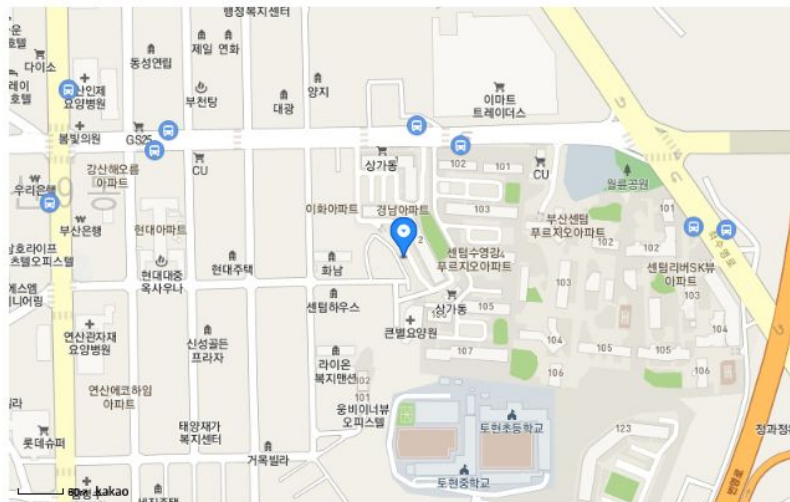 행정복지센터
다이소
동성연립
제일
연화
양지
요양병원
부천탕
대광
이마트
트레이더스
봄빛의원
GS25
CU
상가동
102
101
CU
강산해오름
아파트
우리은행
이화아파트
경남아파트
103
월륜공원
101
부산은행
현대아파트
부산센텀
푸르지오아파트
2
센텀수영강4
푸르지오아파트
현대대중
옥사우나
현대주택
화남
103
센텀리버SK뷰
아파트
센텀하우스
상가동
105
105
103
104
연산관자재
요양병원
신성골든
프라자
큰별요양원
107
105
104
106
106
연산에코하임
아파트
라이온
복지맨션
102
101
웅비이너뷰
오피스텔
태양재가
복지센터
토현초등학교
123
롯데슈퍼
거목빌라
토현중학교
번영로
kakao